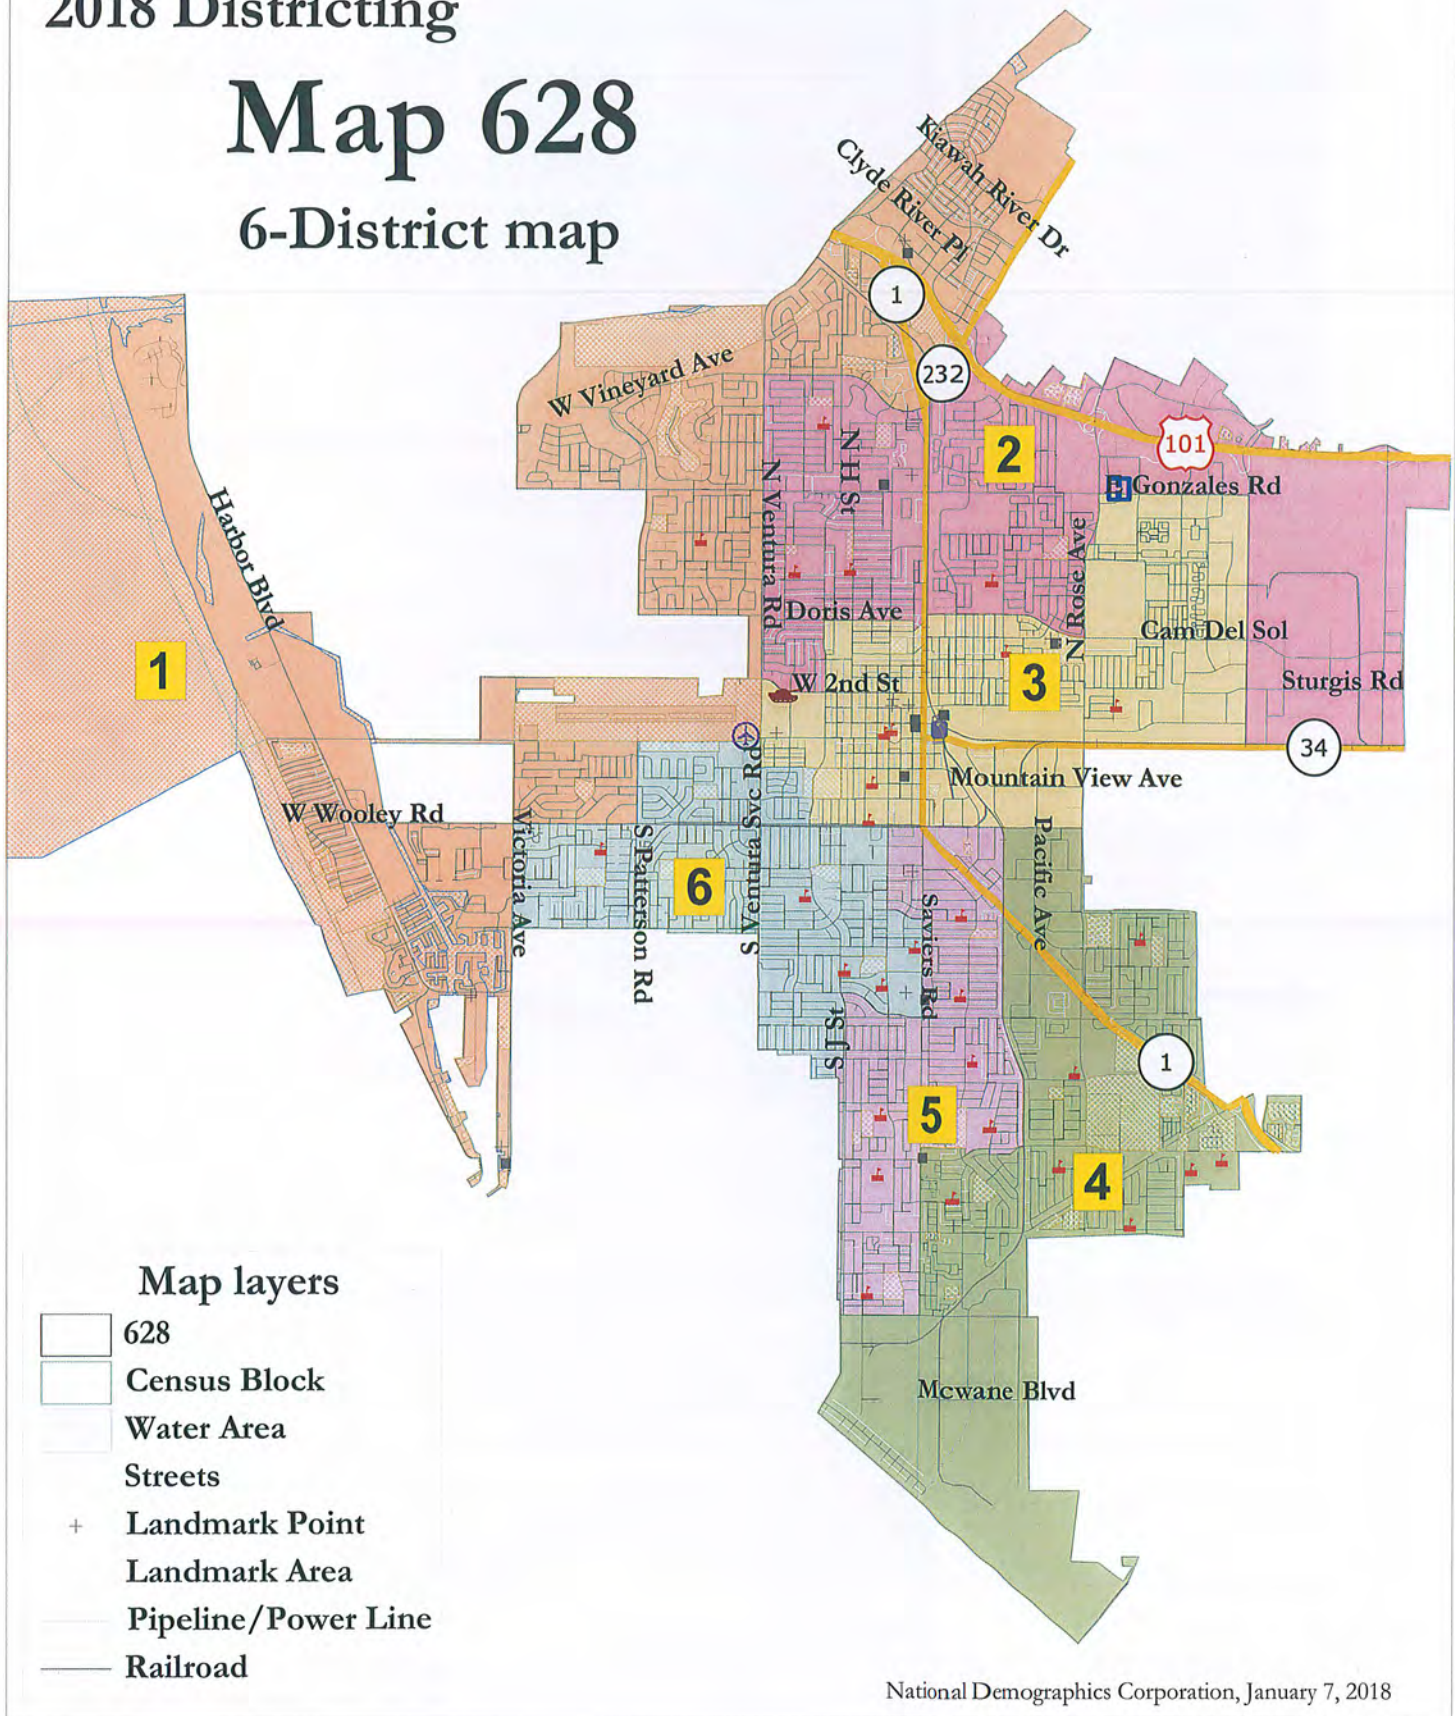 2018 Districting
Map 628
6-District map
Kiawah River Dr
Clyde River Pl
1
232
W Vineyard Ave
2
101
N H St
Gonzales Rd
N Ventura Rd
Harbor Blvd
N Rose Ave
Doris Ave
Cam Del Sol
1
3
W 2nd St
Sturgis Rd
34
Mountain View Ave
S Ventura Svc Rd
W Wooley Rd
Victoria Ave
S Patterson Rd
6
Pacific Ave
Saviers Rd
S J St
1
5
4
Mcwane Blvd
Map layers
628
Census Block
Water Area
Streets
Landmark Point
Landmark Area
Pipeline/Power Line
Railroad
National Demographics Corporation, January 7, 2018